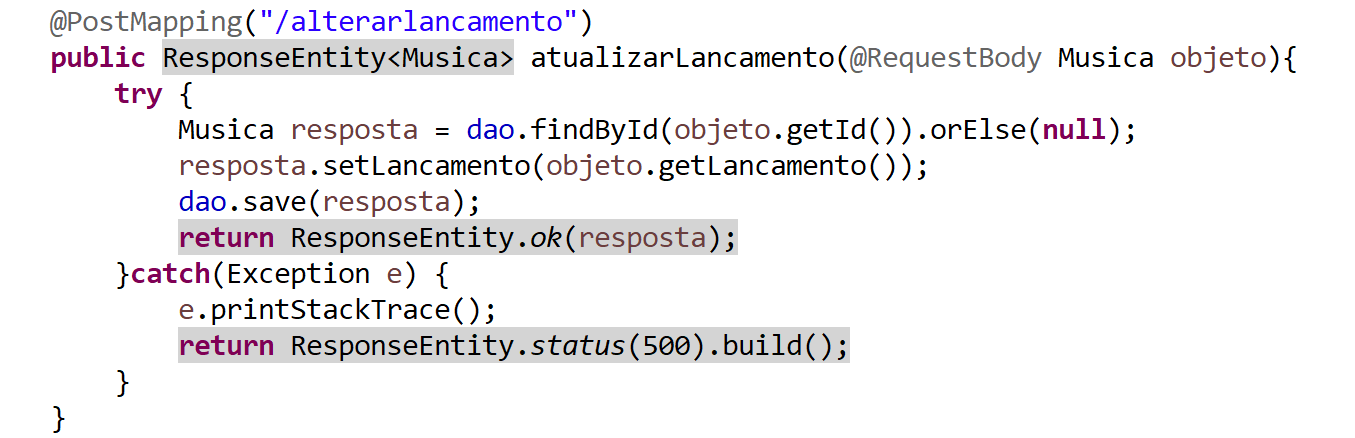 @PostMapping("/alterarlancamento")
public ResponseEntity<Musica> atualizarLancamento(@RequestBody Musica objeto){
    try {
        Musica resposta = dao.findById(objeto.getId()).orElse(null);
        resposta.setLancamento(objeto.getLancamento());
        dao.save(resposta);
        return ResponseEntity.ok(resposta);
    }catch(Exception e) {
        e.printStackTrace();
        return ResponseEntity.status(500).build();
    }
}